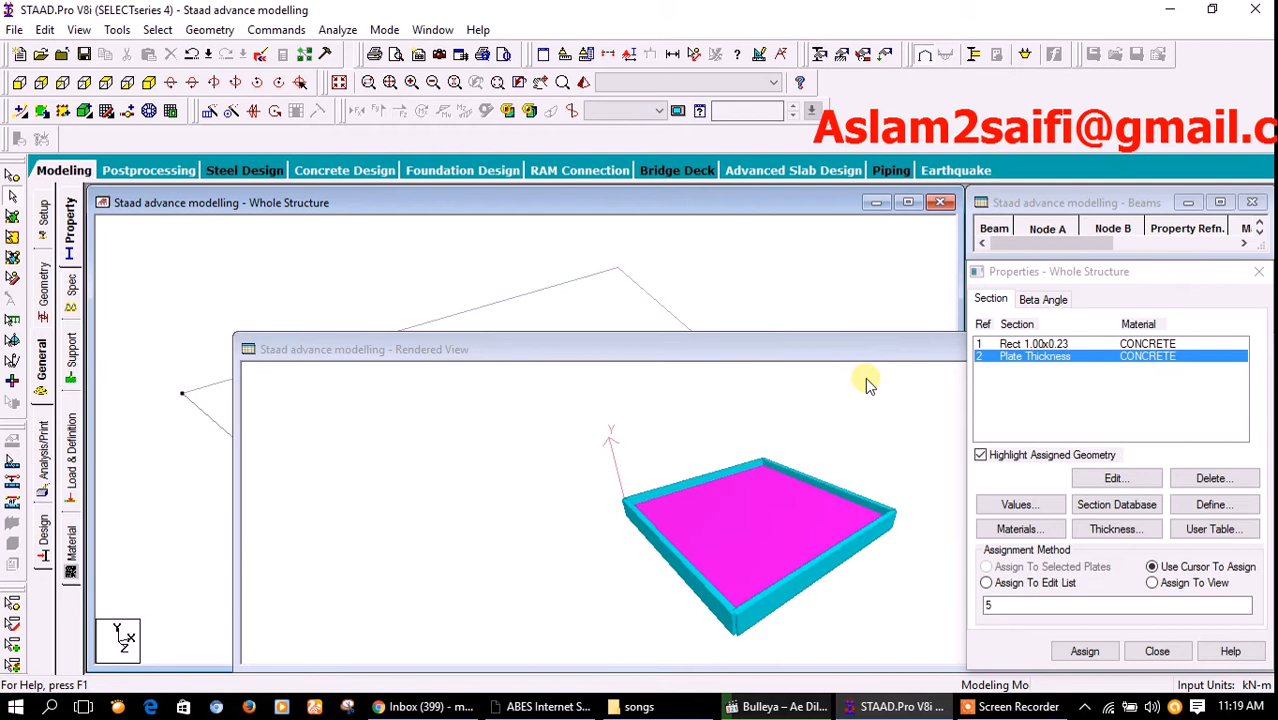 STAAD.Pro V8i (SELECTseries 4) - Staad advance modelling
File Edit View Tools Select Geometry Commands Analyze Mode Window Help
Aslam2saifi@gmail.c
Modeling Postprocessing Steel Design Concrete Design Foundation Design RAM Connection Bridge Deck Advanced Slab Design Piping Earthquake
Staad advance modelling - Whole Structure
Staad advance modelling - Beams
Beam Node A Node B Property Refn.
Setup
Geometry
General
Analysis/Print
Design
Property
Spec
Support
Load & Definition
Material
Staad advance modelling - Rendered View
Y
Y
X
Z
Properties - Whole Structure
Section Beta Angle
Ref Section Material
1 Rect 1.00x0.23 CONCRETE
2 Plate Thickness CONCRETE
Highlight Assigned Geometry
Edit... Delete...
Values... Section Database Define...
Materials... Thickness... User Table...
Assignment Method
Assign To Selected Plates Use Cursor To Assign
Assign To Edit List Assign To View
5
Assign Close Help
For Help, press F1
Modeling Mo Input Units: kN-m
Inbox (399) - m... ABES Internet S... songs Bulleya – Ae Dil... STAAD.Pro V8i ... Screen Recorder 11:19 AM